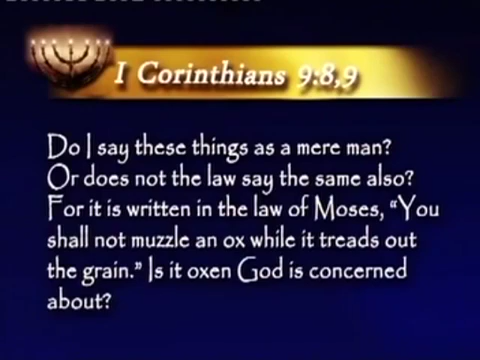 I Corinthians 9:8,9
Do I say these things as a mere man?
Or does not the law say the same also?
For it is written in the law of Moses, “You
shall not muzzle an ox while it treads out
the grain.” Is it oxen God is concerned
about?